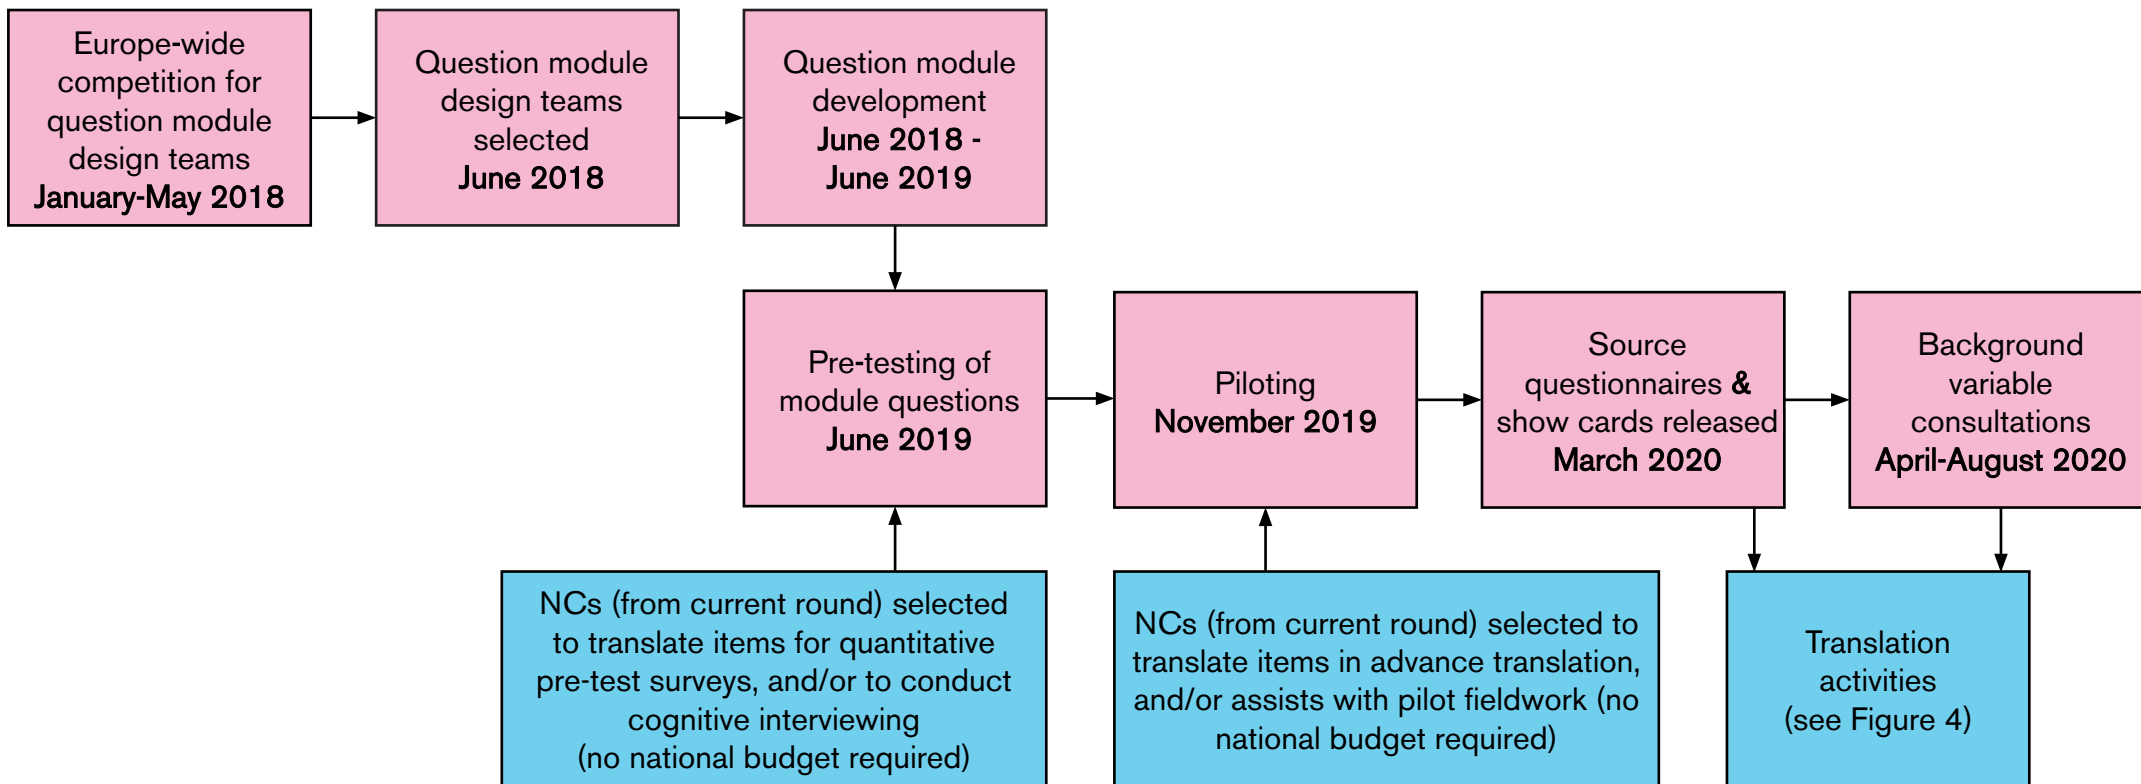 Europe-wide
competition for
question module
design teams
January-May 2018
Question module
design teams
selected
June 2018
Question module
development
June 2018 -
June 2019
Pre-testing of
module questions
June 2019
Piloting
November 2019
Source
questionnaires &
show cards released
March 2020
Background
variable
consultations
April-August 2020
NCs (from current round) selected
to translate items for quantitative
pre-test surveys, and/or to conduct
cognitive interviewing
(no national budget required)
NCs (from current round) selected to
translate items in advance translation,
and/or assists with pilot fieldwork (no
national budget required)
Translation
activities
(see Figure 4)